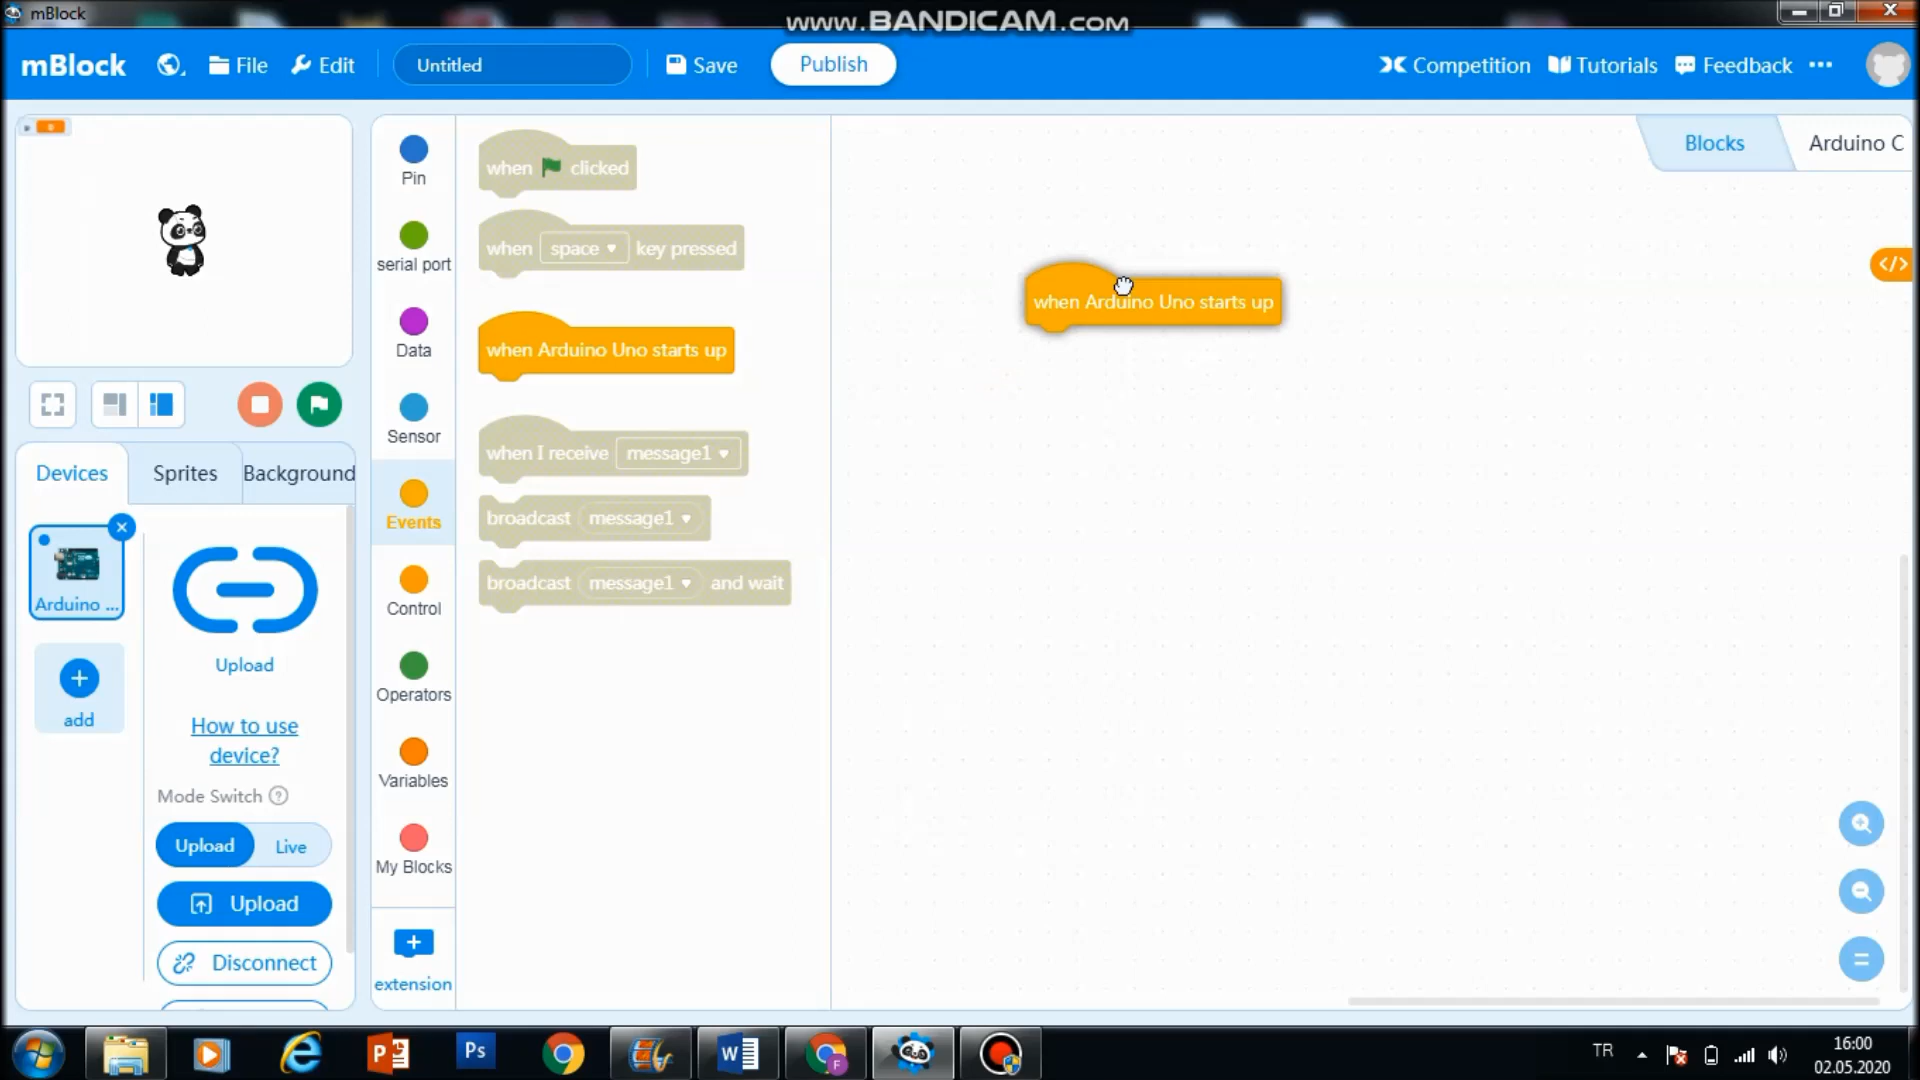 mBlock
www.BANDICAM.com
mBlock
File
Edit
Untitled
Save
Publish
Competition
Tutorials
Feedback
Pin
serial port
Data
Sensor
Events
Control
Operators
Variables
My Blocks
extension
when clicked
when space key pressed
when Arduino Uno starts up
when I receive message1
broadcast message1
broadcast message1 and wait
when Arduino Uno starts up
Blocks
Arduino C
</>
Devices
Sprites
Background
Arduino ...
add
Upload
How to use
device?
Mode Switch ?
Upload
Live
Upload
Disconnect
Ps
TR
16:00
02.05.2020